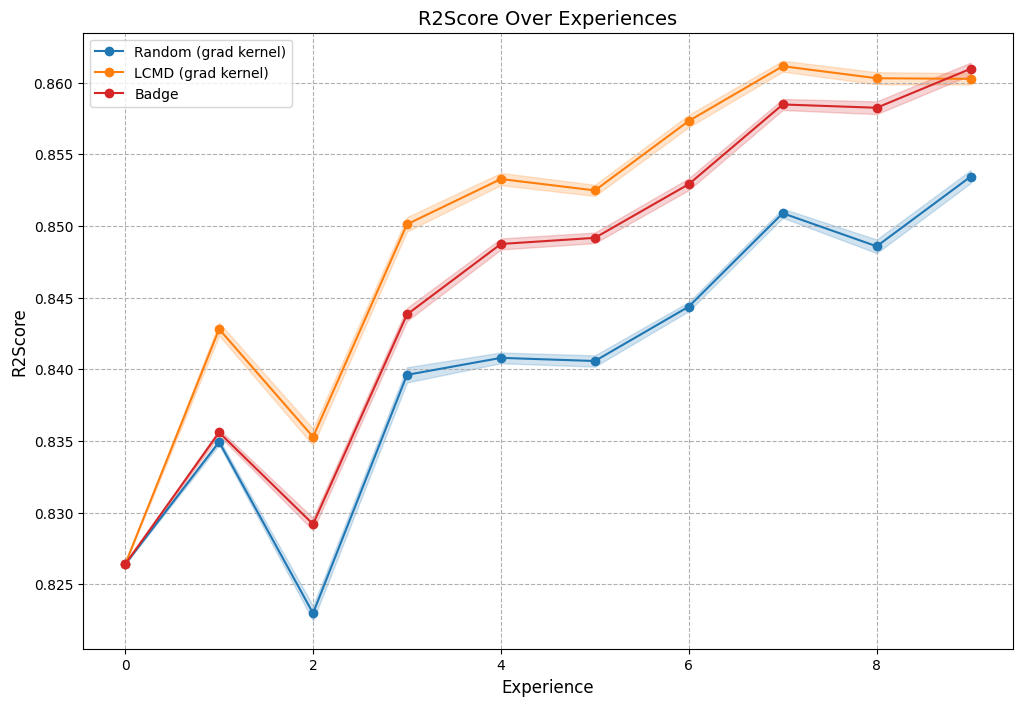 R2Score Over Experiences
Random (grad kernel)
LCMD (grad kernel)
Badge
R2Score
0.860
0.855
0.850
0.845
0.840
0.835
0.830
0.825
0 2 4 6 8
Experience